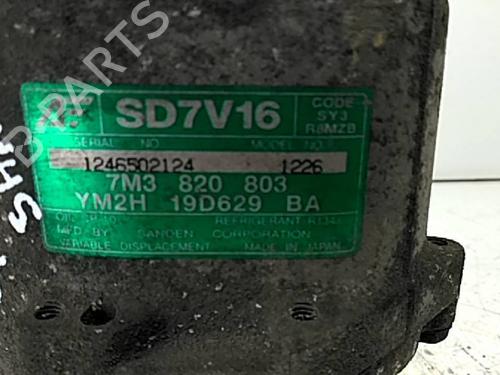 SD7V16
CODE
SY3
R8MZB
SERIAL NO
MODEL NO
1246502124 1226
7M3 820 803
YM2H 19D629 BA
REFRIGERANT R134
MFD BY SANDEN CORPORATION
VARIABLE DISPLACEMENT MADE IN JAPAN